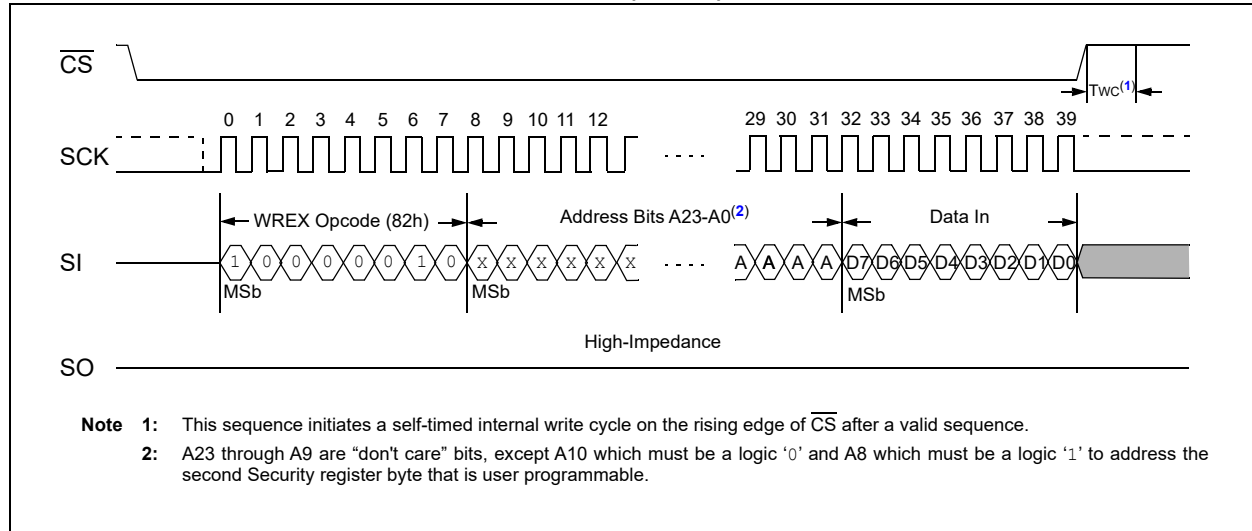 CS
Twc(1)
0 1 2 3 4 5 6 7 8 9 10 11 12 29 30 31 32 33 34 35 36 37 38 39
SCK
WREX Opcode (82h) Address Bits A23-A0(2) Data In
SI 1 0 0 0 0 0 1 0 X X X X X X A A A A D7 D6 D5 D4 D3 D2 D1 D0
MSb MSb MSb
High-Impedance
SO
Note 1: This sequence initiates a self-timed internal write cycle on the rising edge of CS after a valid sequence.
2: A23 through A9 are “don't care” bits, except A10 which must be a logic ‘0’ and A8 which must be a logic ‘1’ to address the
second Security register byte that is user programmable.